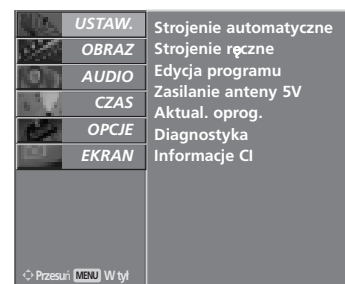 USTAW.
OBRAZ
AUDIO
CZAS
OPCJE
EKRAN
Strojenie automatyczne
Strojenie ręczne
Edycja programu
Zasilanie anteny 5V
Aktual. oprog.
Diagnostyka
Informacje CI
Przesuń MENU W tył